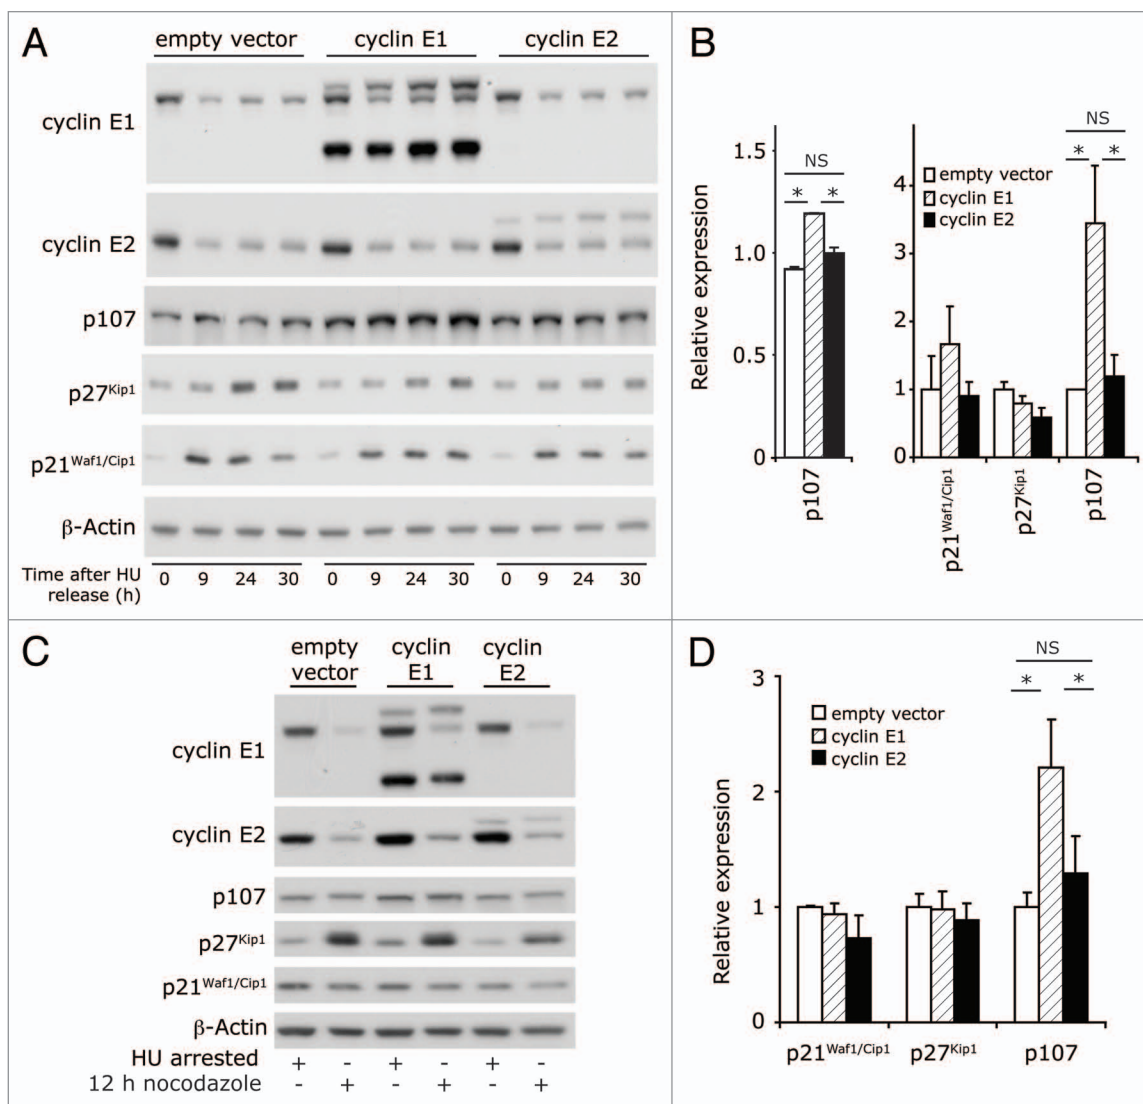 A
empty vector cyclin E1 cyclin E2
cyclin E1
cyclin E2
p107
p27Kip1
p21Waf1/Cip1
β-Actin
Time after HU
release (h)
0 9 24 30 0 9 24 30 0 9 24 30
B
Relative expression
1.5
1.0
0.5
0
NS
* *
p107
4
2
1
0
empty vector
cyclin E1
cyclin E2
NS
* *
p21Waf1/Cip1
p27Kip1
p107
C
empty
vector
cyclin
E1
cyclin
E2
cyclin E1
cyclin E2
p107
p27Kip1
p21Waf1/Cip1
β-Actin
HU arrested + - + - + -
12 h nocodazole - + - + - +
D
Relative expression
3
2
1
0
empty vector
cyclin E1
cyclin E2
NS
* *
p21Waf1/Cip1 p27Kip1 p107